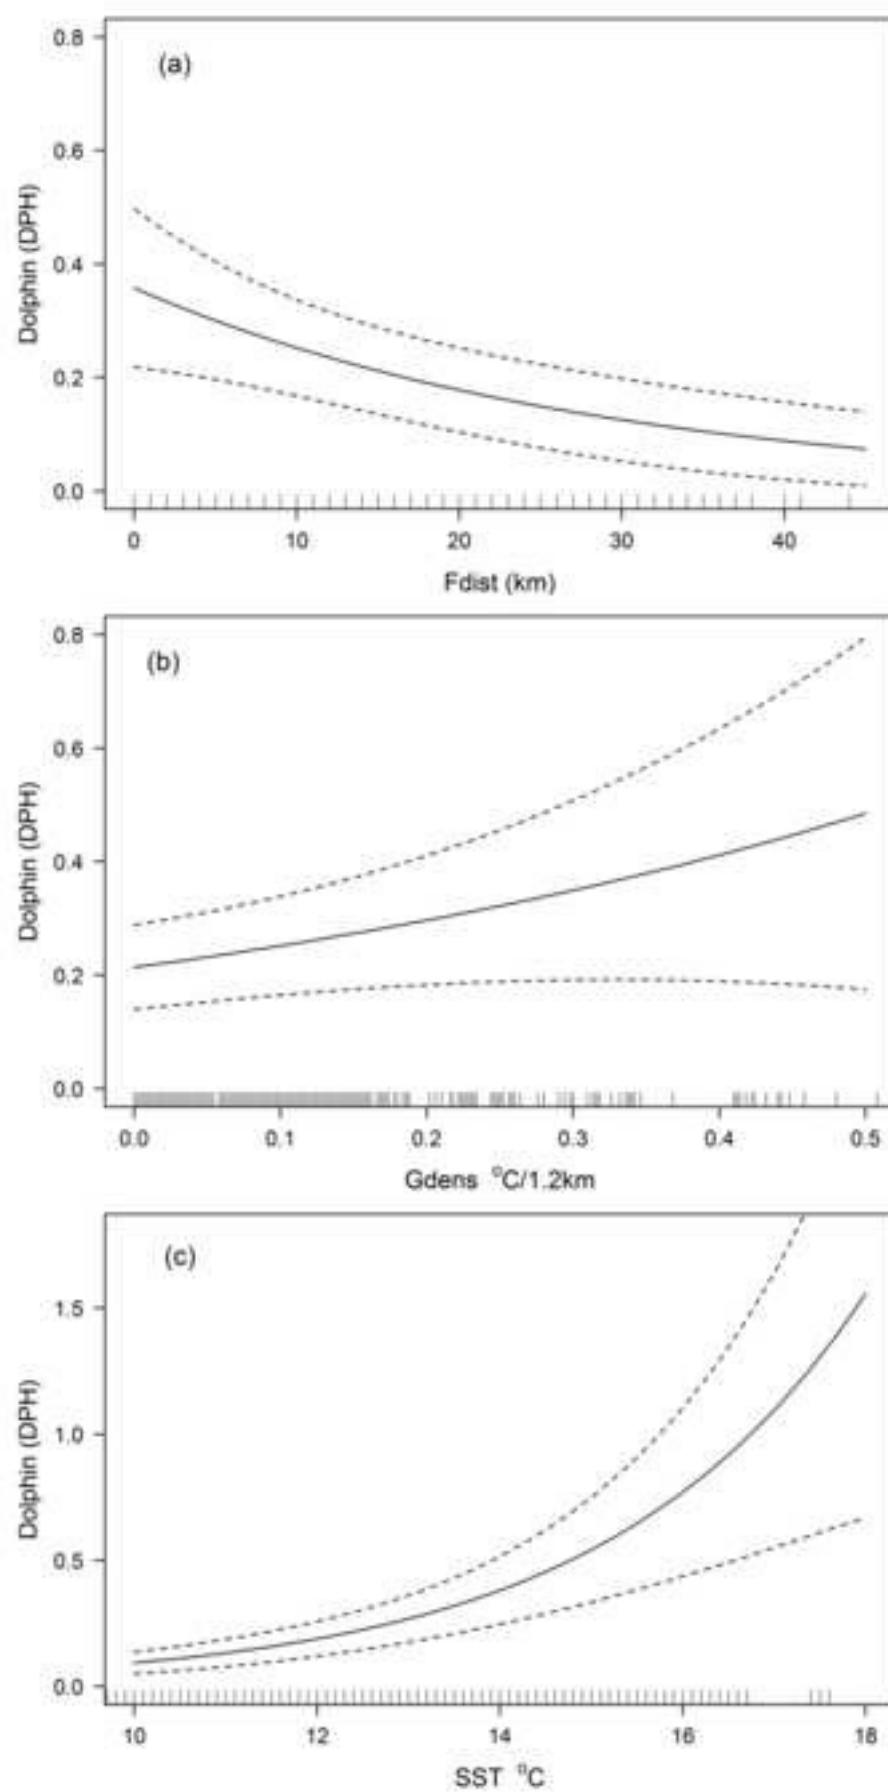 (a)
0.8
0.6
0.4
0.2
0.0
Dolphin (DPH)
0 10 20 30 40
Fdist (km)
(b)
0.8
0.6
0.4
0.2
0.0
Dolphin (DPH)
0.0 0.1 0.2 0.3 0.4 0.5
Gdens °C/1.2km
(c)
1.5
1.0
0.5
0.0
Dolphin (DPH)
10 12 14 16 18
SST °C